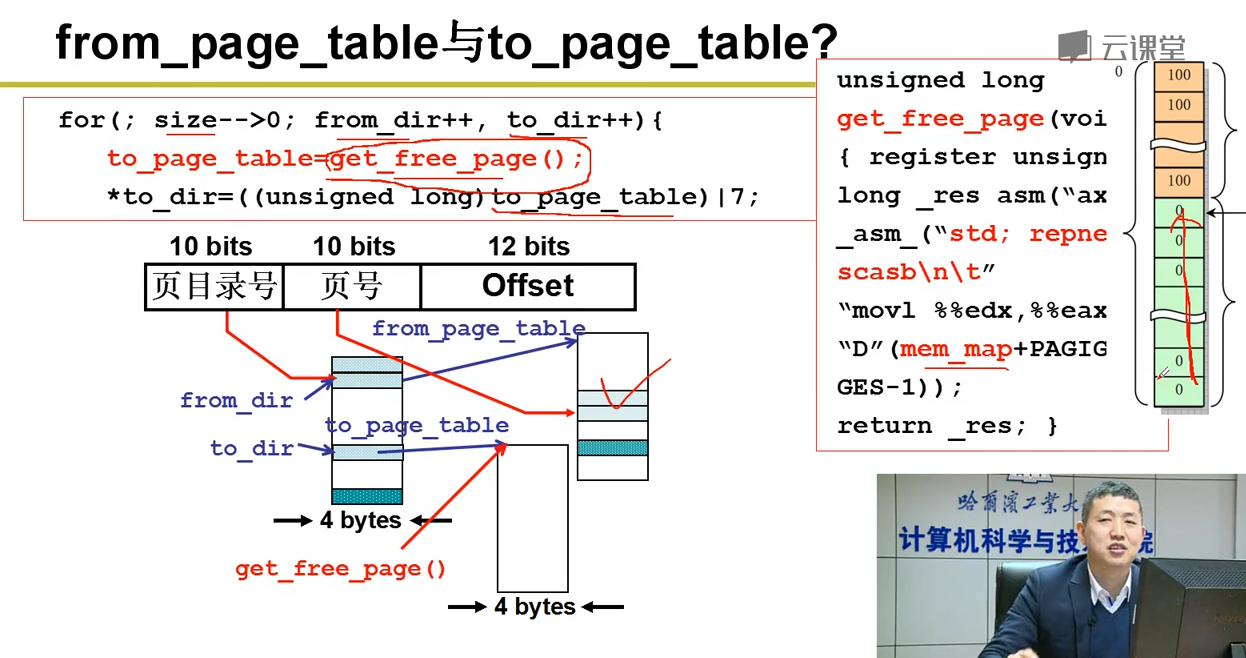 from_page_table与to_page_table?
云课堂
for(; size-->0; from_dir++, to_dir++){
to_page_table=get_free_page();
*to_dir=((unsigned long)to_page_table)|7;
10 bits
10 bits
12 bits
页目录号
页号
Offset
from_page_table
from_dir
to_page_table
to_dir
4 bytes
get_free_page()
4 bytes
unsigned long
get_free_page(voi
{ register unsign
long _res asm(“ax
_asm_(“std; repne
scasb\n\t”
“movl %%edx,%%eax
“D”(mem_map+PAGIG
GES-1));
return _res; }
0
100
100
100
0
0
0
0
0
哈尔滨工业大
计算机科学与技术
院